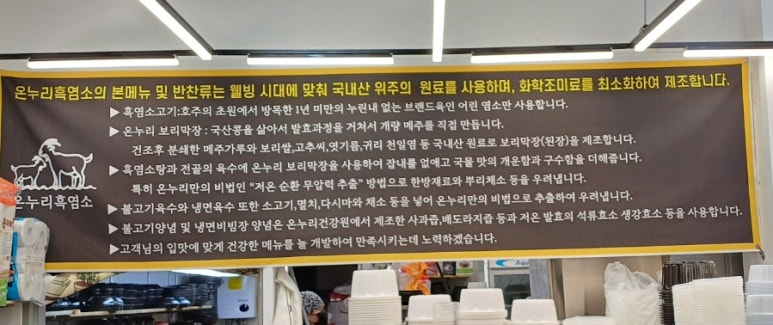 온누리흑염소의 본메뉴 및 반찬류는 웰빙 시대에 맞춰 국내산 위주의 원료를 사용하며, 화학조미료를 최소화하여 제조합니다.
▶흑염소고기:호주의 초원에서 방목한 1년 미만의 누린내 없는 브랜드육인 어린 염소만 사용합니다.
▶온누리 보리막장 : 국산콩을 삶아서 발효과정을 거쳐서 개량 메주를 직접 만듭니다.
건조후 분쇄한 메주가루와 보리쌀,고추씨,엿기름,귀리 천일염 등 국내산 원료로 보리막장(된장)을 제조합니다.
▶흑염소탕과 전골의 육수에 온누리 보리막장을 사용하여 잡내를 없애고 국물 맛의 개운함과 구수함을 더해줍니다.
특히 온누리만의 비법인 "저온 순환 무압력 추출" 방법으로 한방재료와 뿌리채소 등을 우려냅니다.
▶불고기육수와 냉면육수 또한 소고기,멸치,다시마와 채소 등을 넣어 온누리만의 비법으로 추출하여 우려냅니다.
▶불고기양념 및 냉면비빔장 양념은 온누리건강원에서 제조한 사과즙,배도라지즙 등과 저온 발효의 석류효소 생강효소 등을 사용합니다.
▶고객님의 입맛에 맞게 건강한 메뉴를 늘 개발하여 만족시키는데 노력하겠습니다.
온누리흑염소